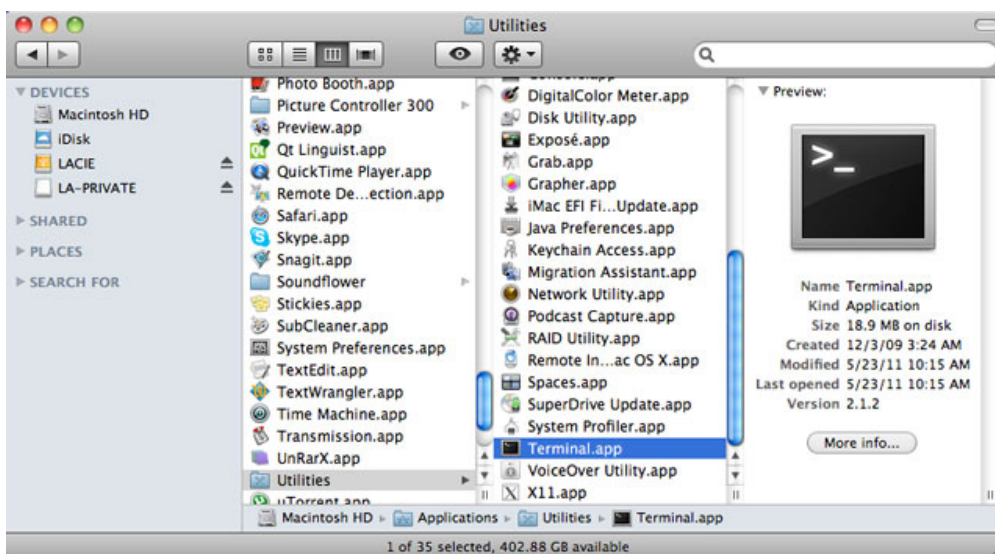 Utilities
DEVICES
Macintosh HD
iDisk
LACIE
LA-PRIVATE
SHARED
PLACES
SEARCH FOR
Photo Booth.app
Picture Controller 300
Preview.app
Qt Linguist.app
QuickTime Player.app
Remote De...ection.app
Safari.app
Skype.app
Snagit.app
Soundflower
Stickies.app
SubCleaner.app
System Preferences.app
TextEdit.app
TextWrangler.app
Time Machine.app
Transmission.app
UnRarX.app
Utilities
uTorrent.app
Console.app
DigitalColor Meter.app
Disk Utility.app
Exposé.app
Grab.app
Grapher.app
iMac EFI Fi...Update.app
Java Preferences.app
Keychain Access.app
Migration Assistant.app
Network Utility.app
Podcast Capture.app
RAID Utility.app
Remote In...ac OS X.app
Spaces.app
SuperDrive Update.app
System Profiler.app
Terminal.app
VoiceOver Utility.app
X11.app
Preview:
>_
Name Terminal.app
Kind Application
Size 18.9 MB on disk
Created 12/3/09 3:24 AM
Modified 5/23/11 10:15 AM
Last opened 5/23/11 10:15 AM
Version 2.1.2
More info...
Macintosh HD ▸ Applications ▸ Utilities ▸ Terminal.app
1 of 35 selected, 402.88 GB available